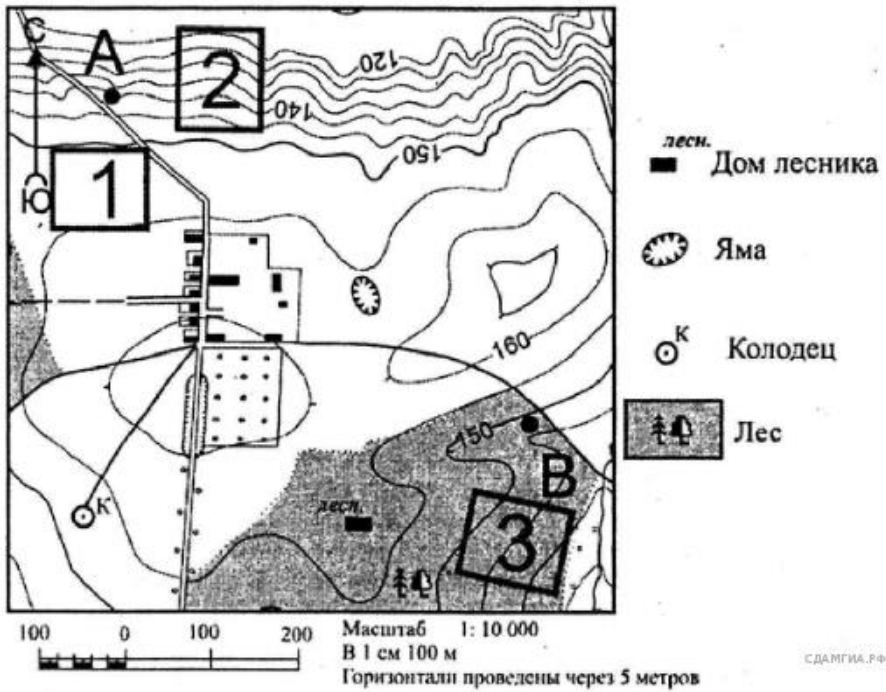 С
А
2
120
140
150
1
Ю
160
150
В
К
лесн.
3
лесн.
Дом лесника
Яма
К
Колодец
Лес
100 0 100 200
Масштаб 1: 10 000
В 1 см 100 м
Горизонтали проведены через 5 метров
СДАМГИА.РФ